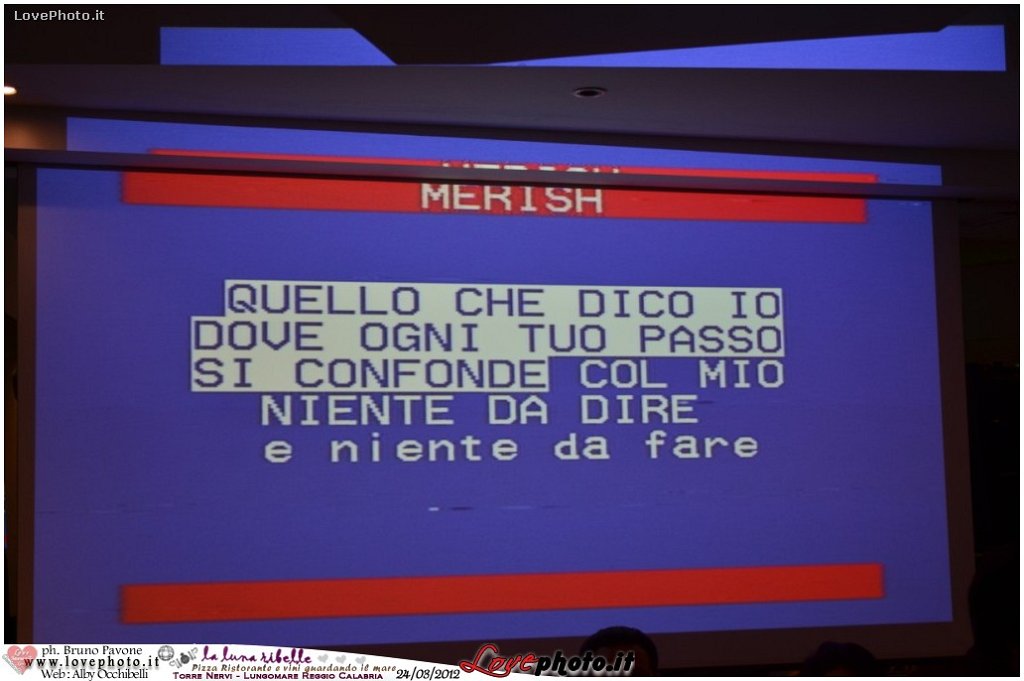 LovePhoto.it
MERISH
QUELLO CHE DICO IO
DOVE OGNI TUO PASSO
SI CONFONDE COL MIO
NIENTE DA DIRE
e niente da fare
ph. Bruno Pavone
www.lovephoto.it
Web: Alby Occhibelli
la luna ribelle
Pizza Ristorante e vini guardando il mare
Torre Nervi - Lungomare Reggio Calabria
24/03/2012
Lovephoto.it